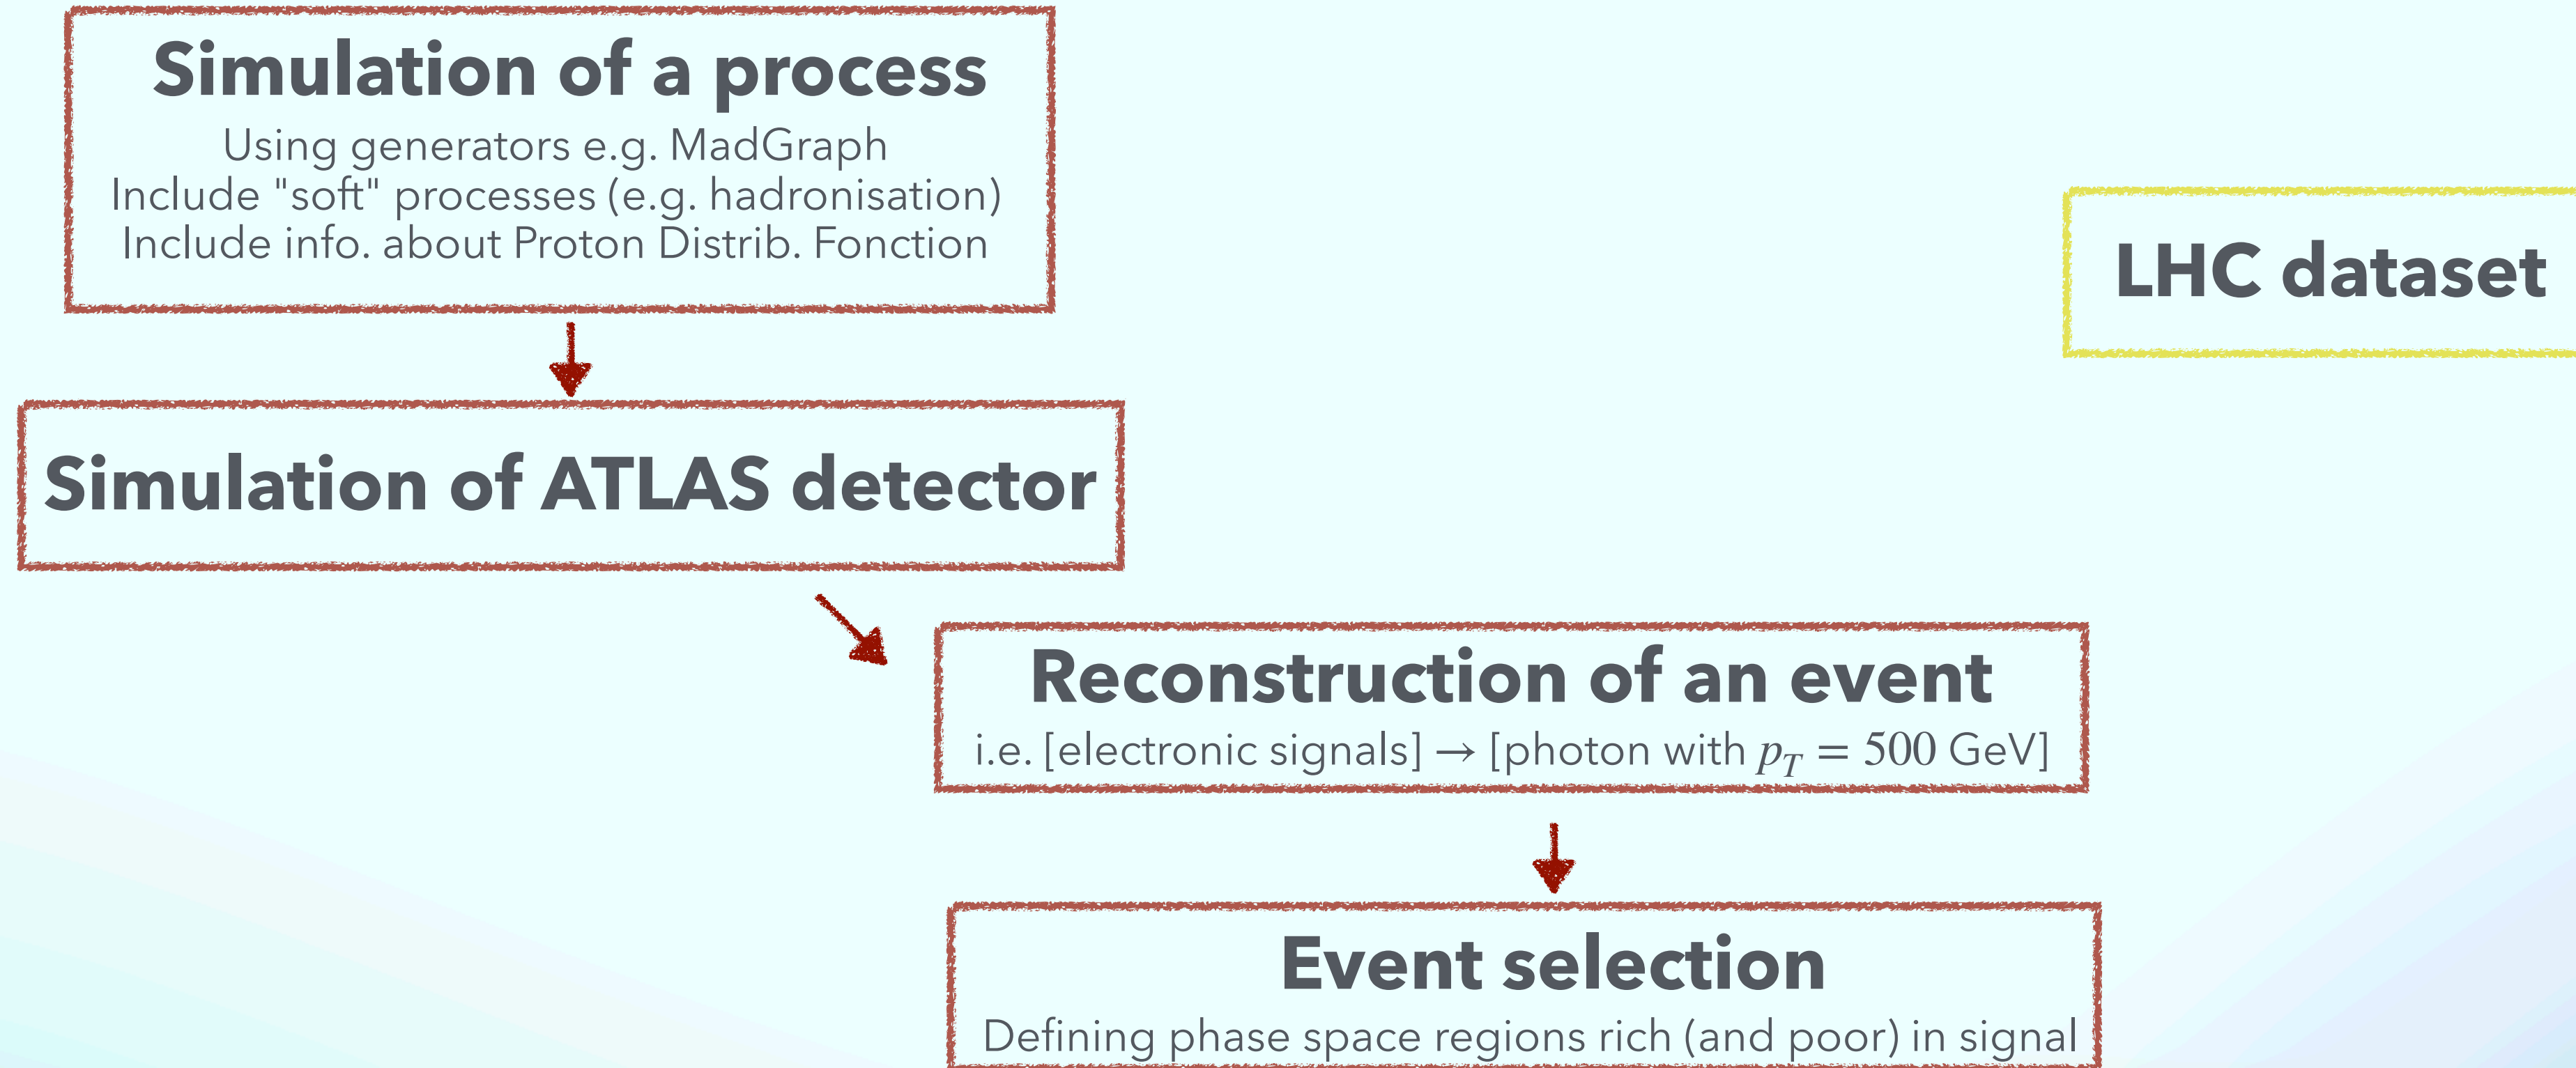 Simulation of a process
Using generators e.g. MadGraph
Include "soft" processes (e.g. hadronisation)
Include info. about Proton Distrib. Fonction
LHC dataset
Simulation of ATLAS detector
Reconstruction of an event
i.e. [electronic signals] → [photon with p_T = 500 GeV]
Event selection
Defining phase space regions rich (and poor) in signal